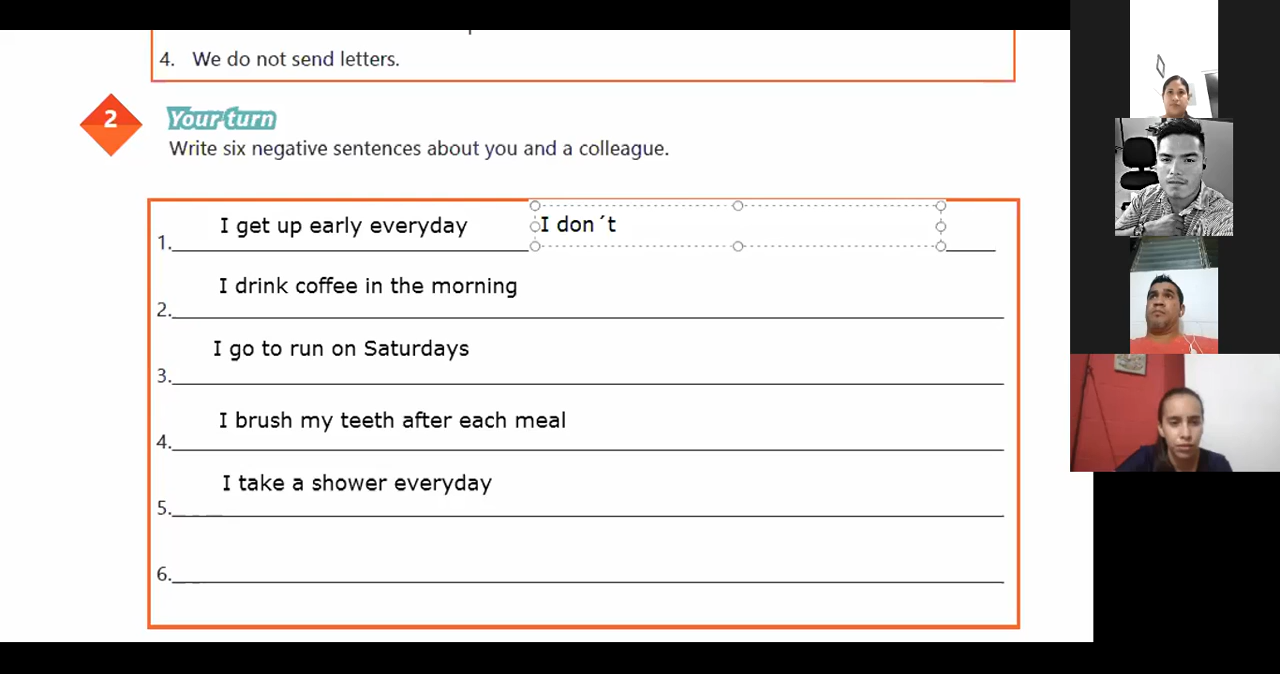 4. We do not send letters.
2
Your turn
Write six negative sentences about you and a colleague.
1. I get up early everyday I don´t
2. I drink coffee in the morning
3. I go to run on Saturdays
4. I brush my teeth after each meal
5. I take a shower everyday
6.